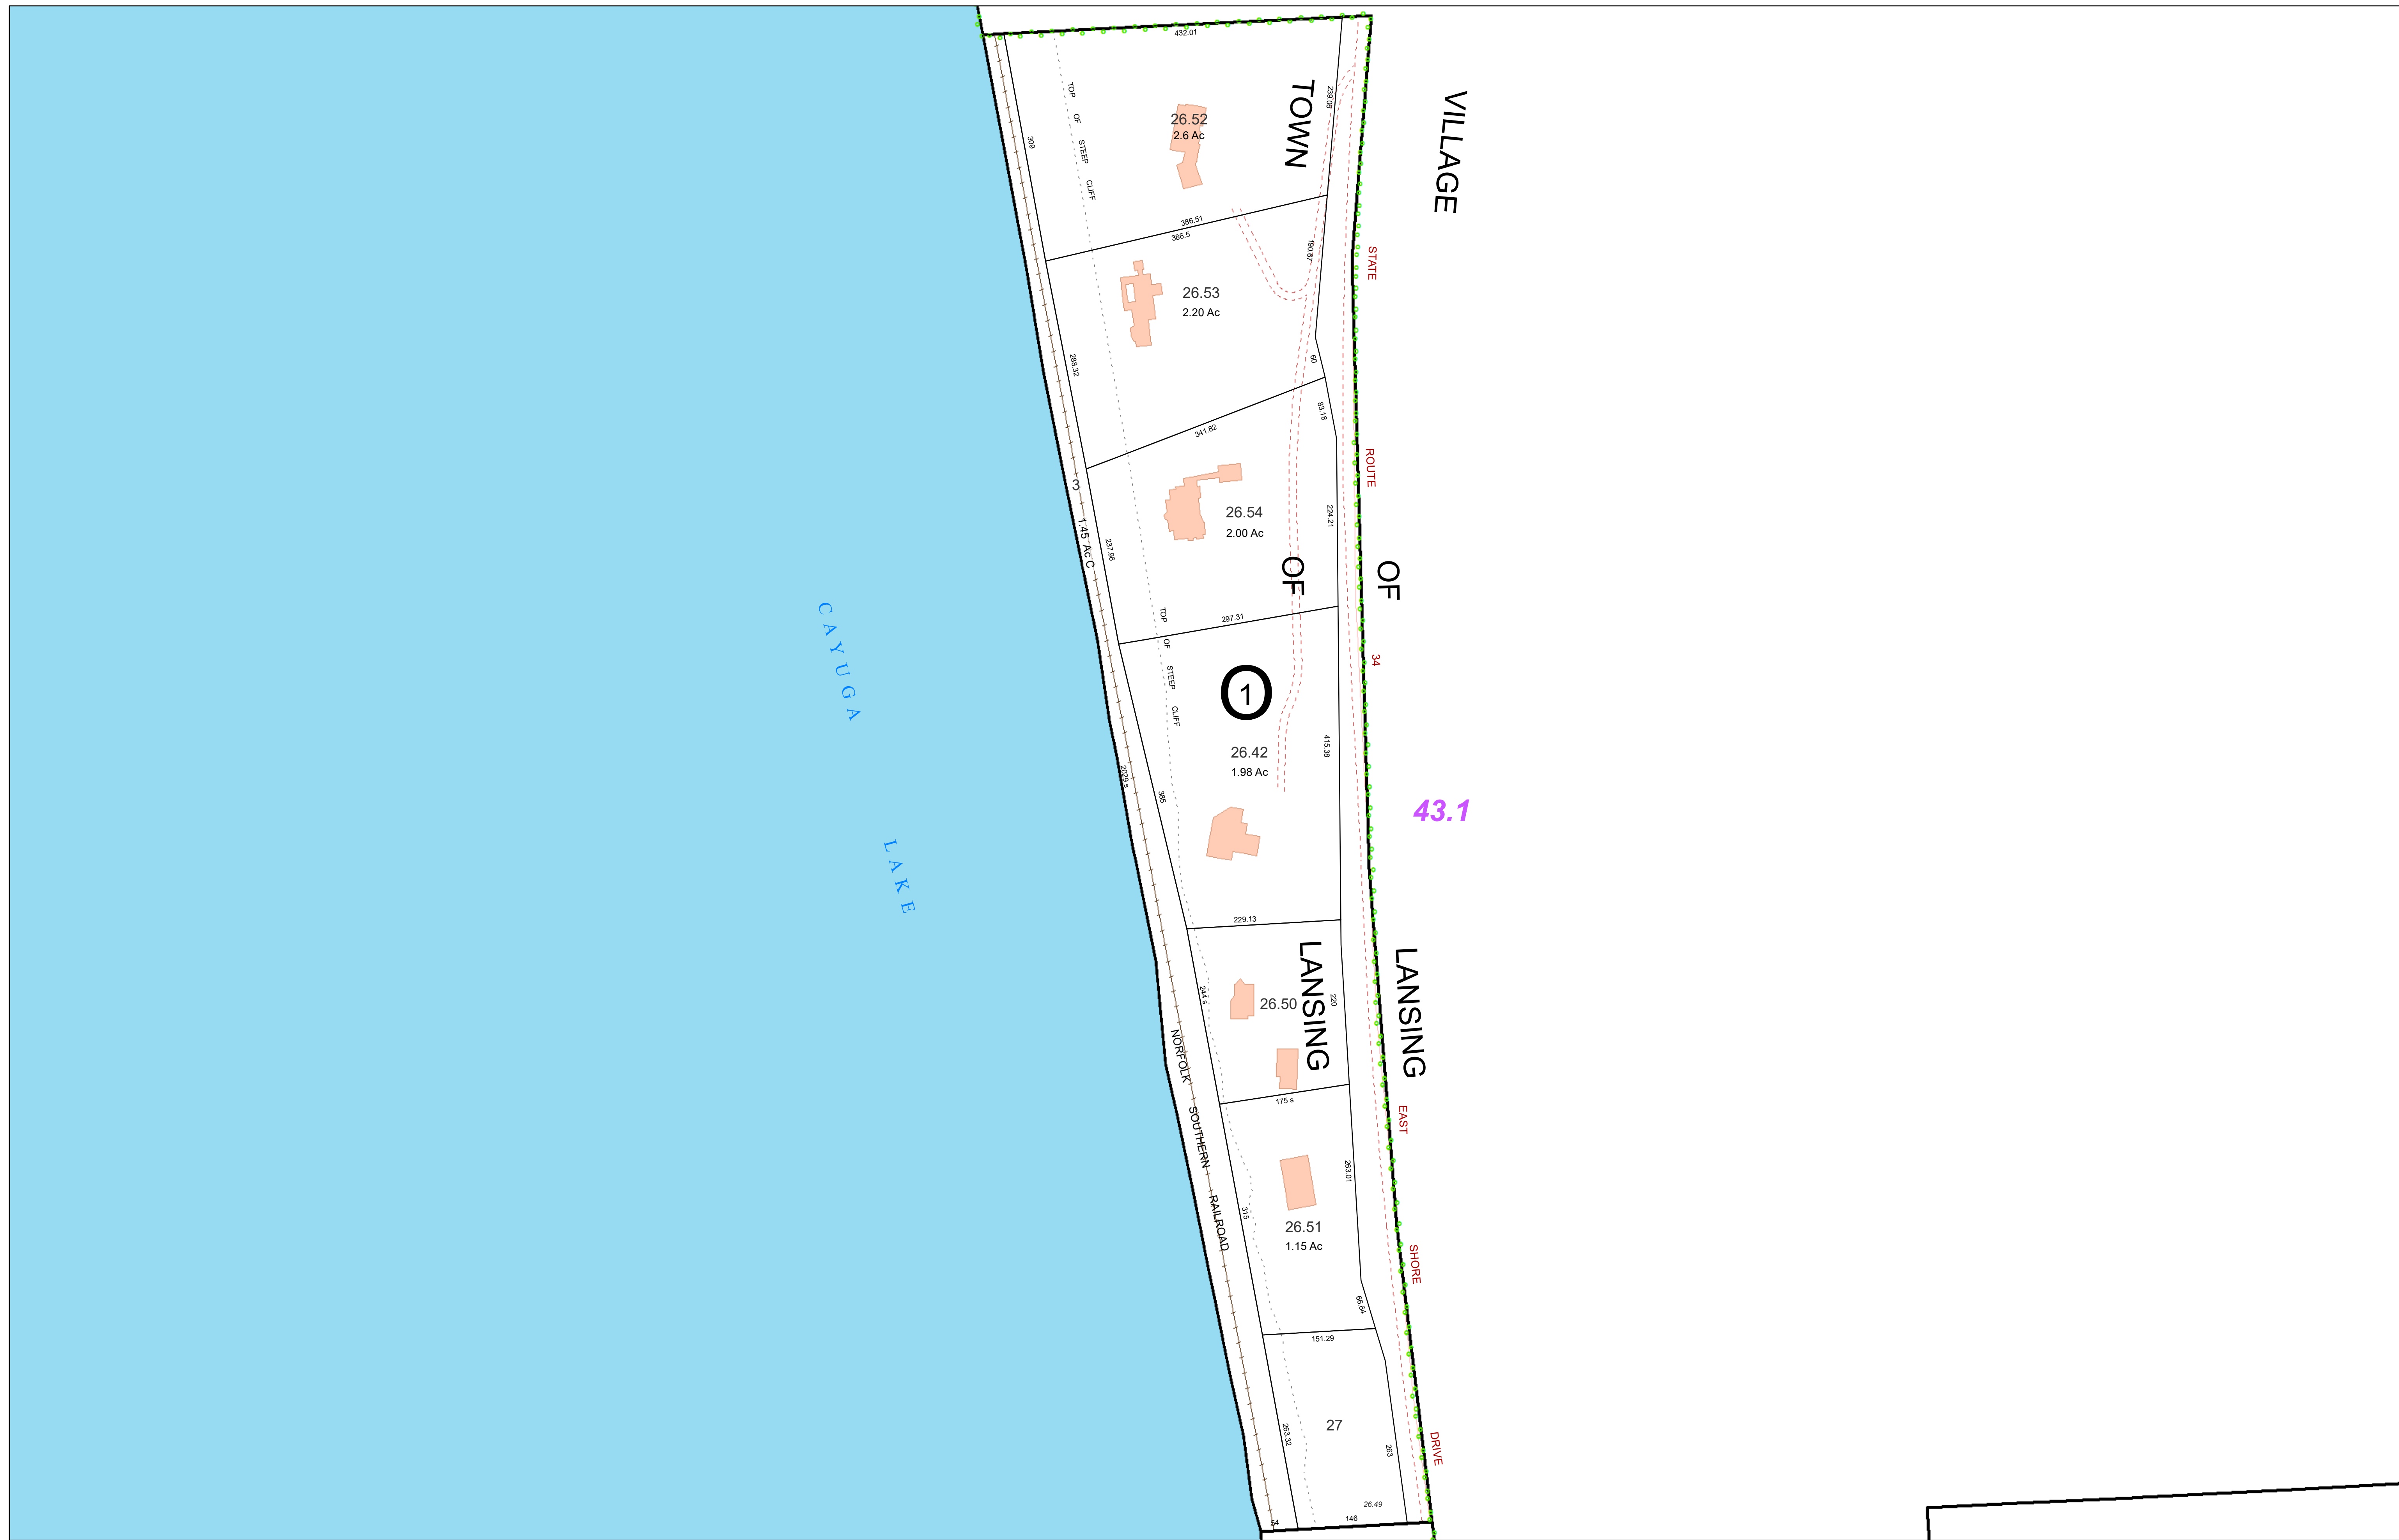 432.01
TOWN
VILLAGE
239.06
TOP OF STEEP CLIFF
309
26.52
2.6 Ac
386.51
386.5
190.67
STATE
26.53
2.20 Ac
288.32
60
83.18
341.82
ROUTE
3
1.45 Ac C
26.54
2.00 Ac
224.21
237.96
OF
OF
297.31
TOP OF STEEP CLIFF
34
CAYUGA
1
26.42
1.98 Ac
415.38
2029 s
385
43.1
LAKE
229.13
LANSING
LANSING
244 s
26.50
220
NORFOLK SOUTHERN RAILROAD
175 s
EAST
263.01
315
26.51
1.15 Ac
SHORE
66.64
151.29
27
263.32
263
DRIVE
26.49
54
146